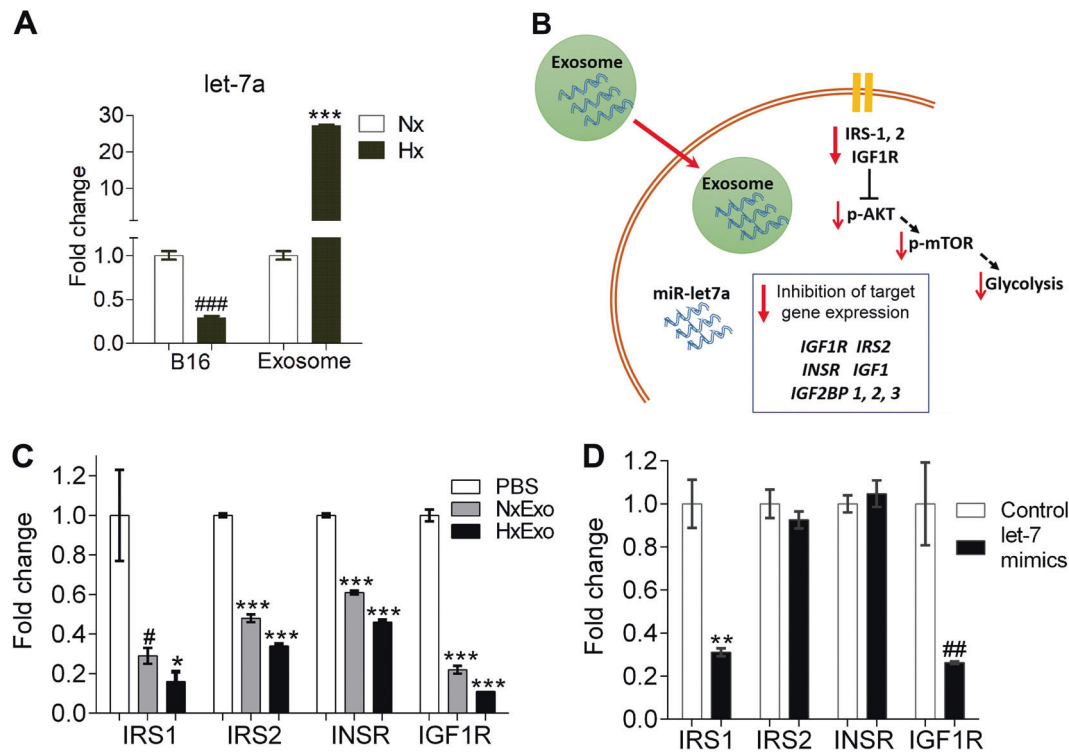 A
let-7a
Fold change
30
20
10
1.0
0.5
0.0
***
###
Nx
Hx
B16 Exosome
B
Exosome
Exosome
IRS-1, 2
IGF1R
p-AKT
p-mTOR
Glycolysis
miR-let7a
Inhibition of target
gene expression
IGF1R IRS2
INSR IGF1
IGF2BP 1, 2, 3
C
Fold change
1.2
1.0
0.8
0.6
0.4
0.2
0.0
PBS
NxExo
HxExo
#
*
***
***
***
***
***
***
IRS1 IRS2 INSR IGF1R
D
Fold change
1.2
1.0
0.8
0.6
0.4
0.2
0.0
Control
let-7
mimics
**
##
IRS1 IRS2 INSR IGF1R